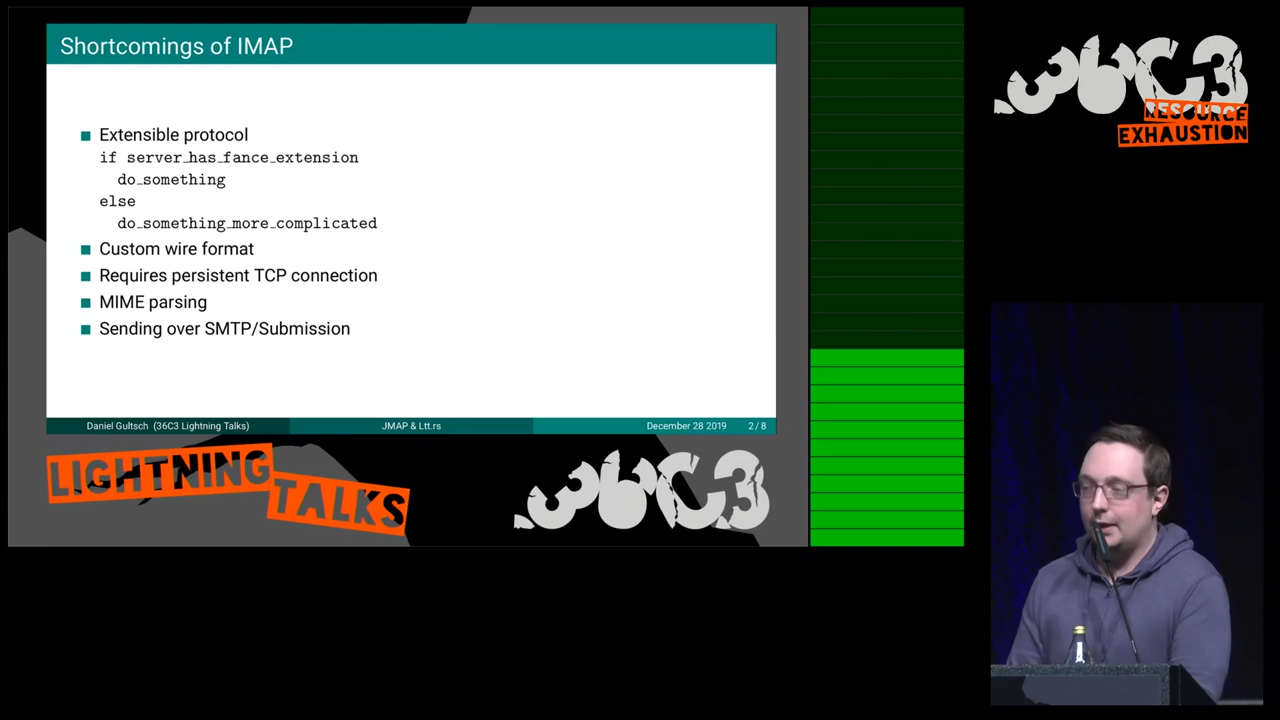 Shortcomings of IMAP
Extensible protocol
if server_has_fance_extension
do_something
else
do_something_more_complicated
Custom wire format
Requires persistent TCP connection
MIME parsing
Sending over SMTP/Submission
Daniel Gultsch (36C3 Lightning Talks)
JMAP & Ltt.rs
December 28 2019
2 / 8
LIGHTNING
TALKS
36C3
36C3
RESOURCE
EXHAUSTION